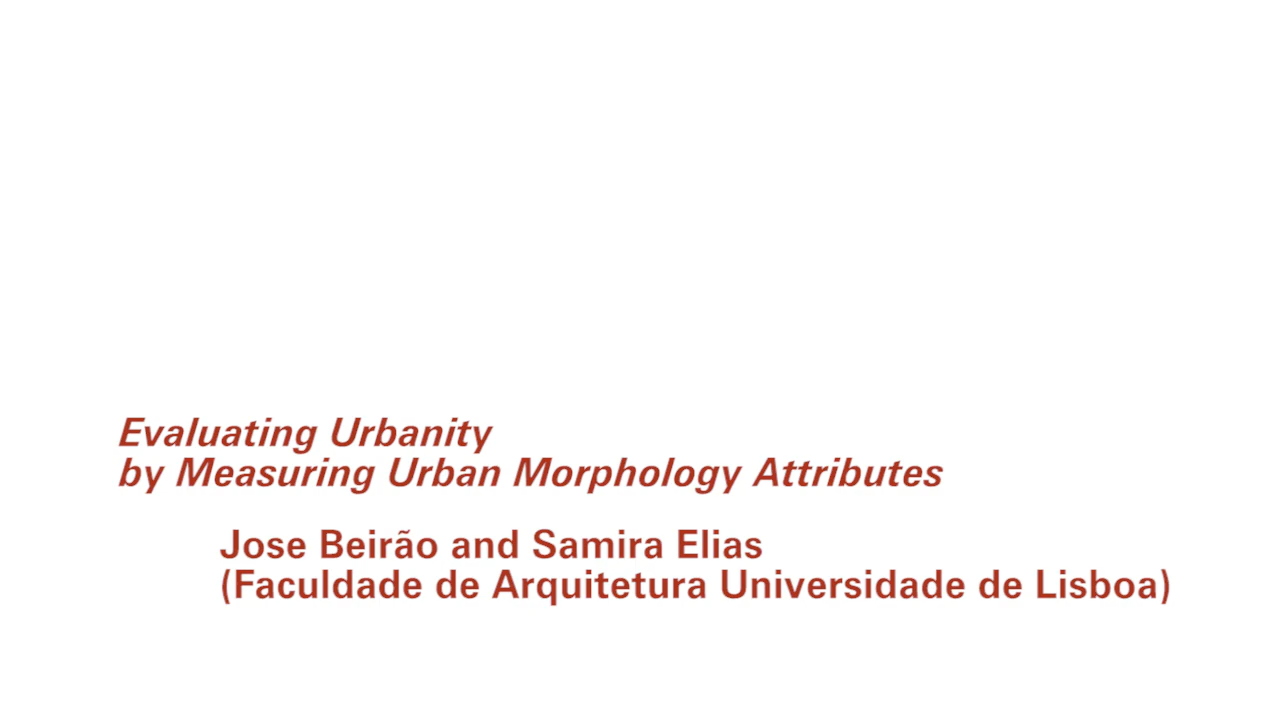 Evaluating Urbanity
by Measuring Urban Morphology Attributes
Jose Beirão and Samira Elias
(Faculdade de Arquitetura Universidade de Lisboa)